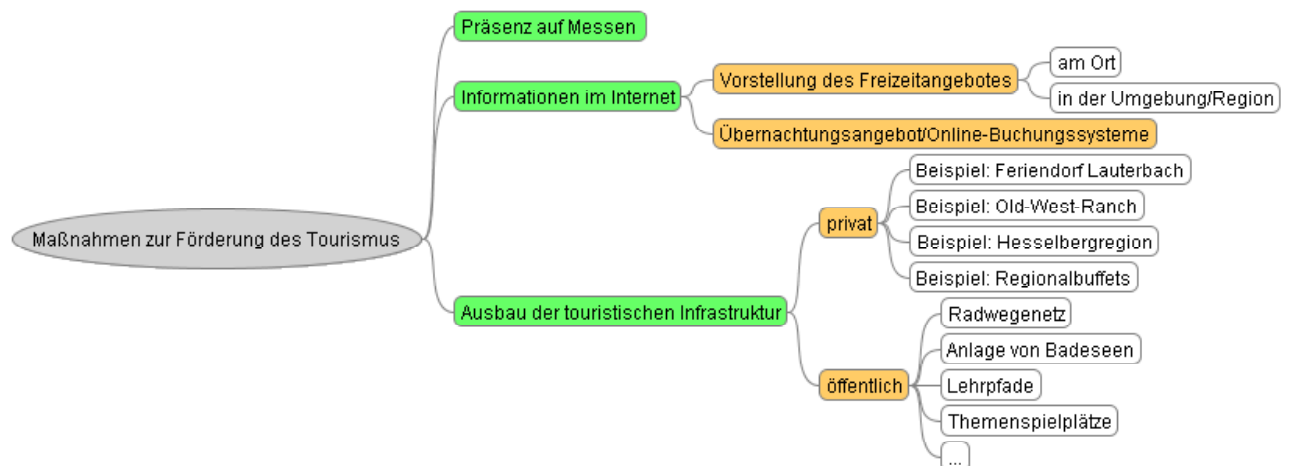 Präsenz auf Messen
Informationen im Internet
Vorstellung des Freizeitangebotes
am Ort
in der Umgebung/Region
Übernachtungsangebot/Online-Buchungssysteme
Maßnahmen zur Förderung des Tourismus
Ausbau der touristischen Infrastruktur
privat
Beispiel: Feriendorf Lauterbach
Beispiel: Old-West-Ranch
Beispiel: Hesselbergregion
Beispiel: Regionalbuffets
öffentlich
Radwegenetz
Anlage von Badeseen
Lehrpfade
Themenspielplätze
...